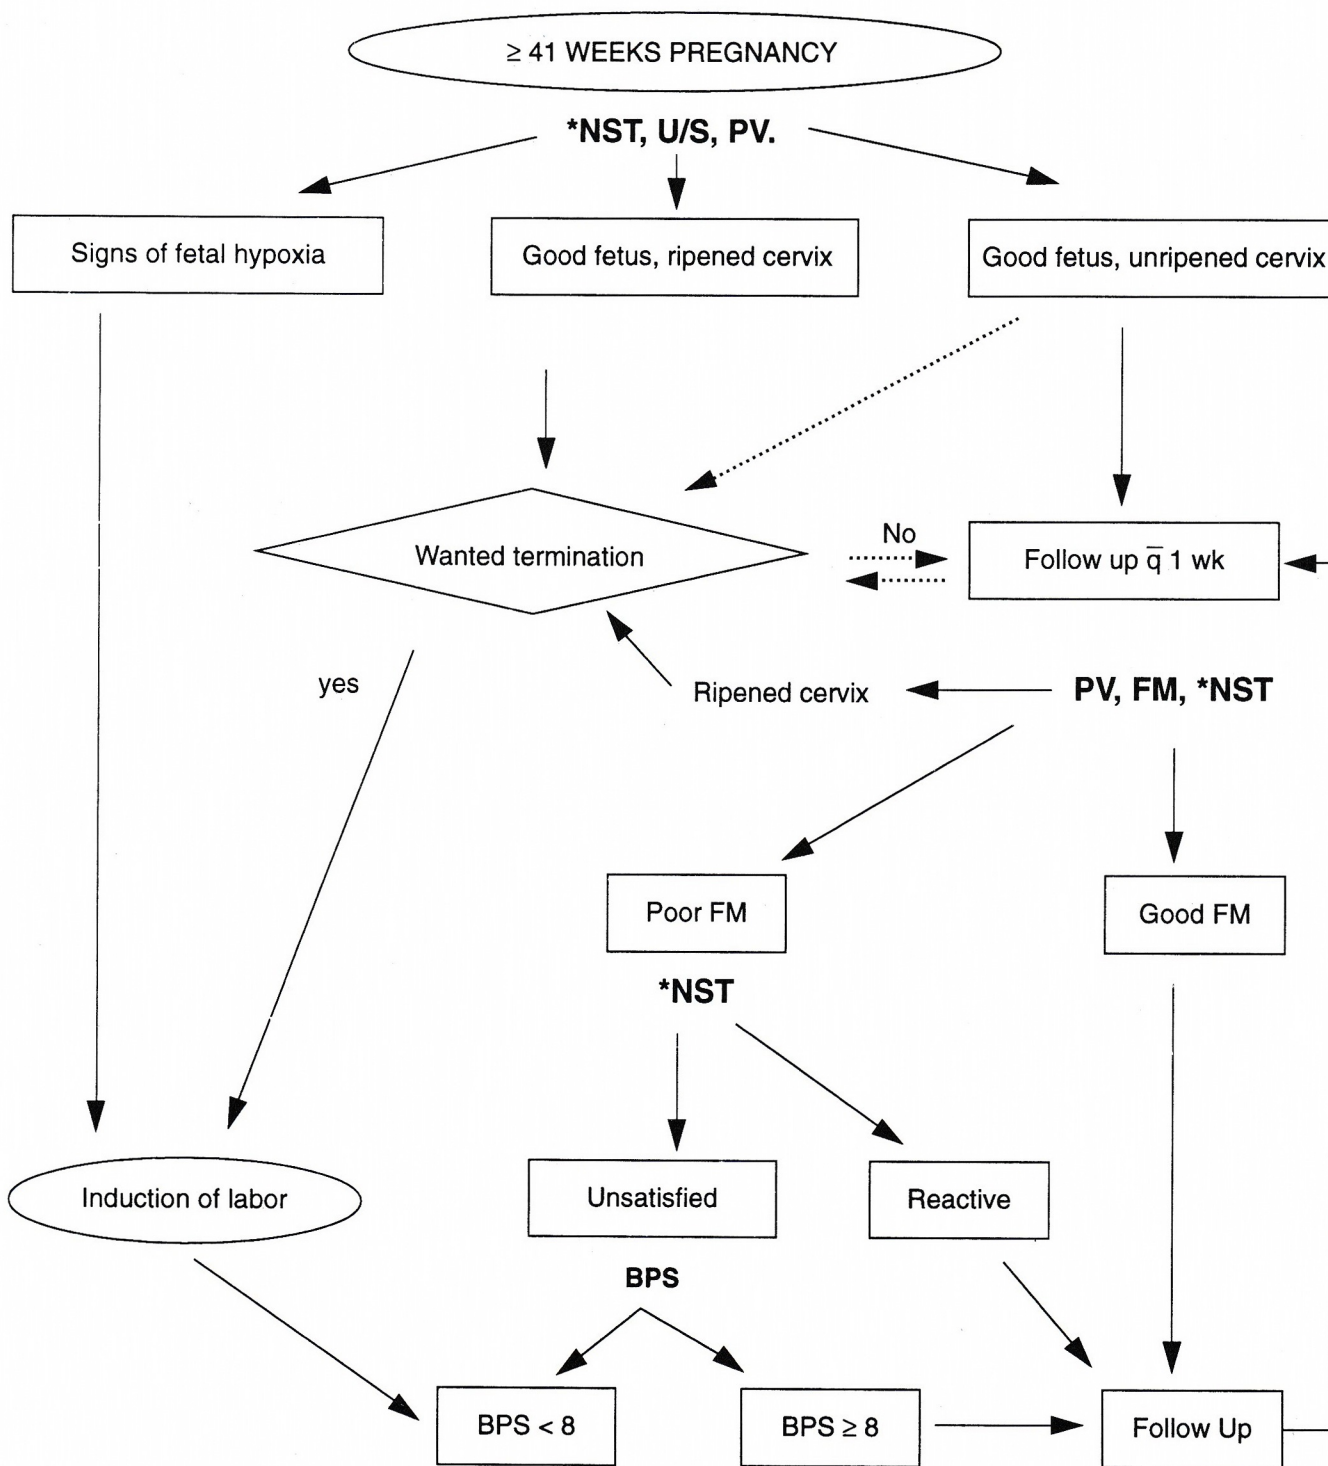 ≥ 41 WEEKS PREGNANCY
*NST, U/S, PV.
Signs of fetal hypoxia
Good fetus, ripened cervix
Good fetus, unripened cervix
Wanted termination
No
Follow up q̅ 1 wk
yes
Ripened cervix
PV, FM, *NST
Poor FM
Good FM
*NST
Induction of labor
Unsatisfied
Reactive
BPS
BPS < 8
BPS ≥ 8
Follow Up